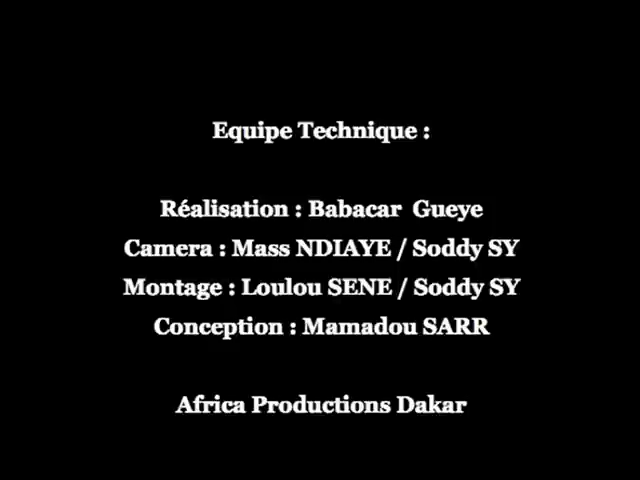 Equipe Technique :
Réalisation : Babacar Gueye
Camera : Mass NDIAYE / Soddy SY
Montage : Loulou SENE / Soddy SY
Conception : Mamadou SARR
Africa Productions Dakar